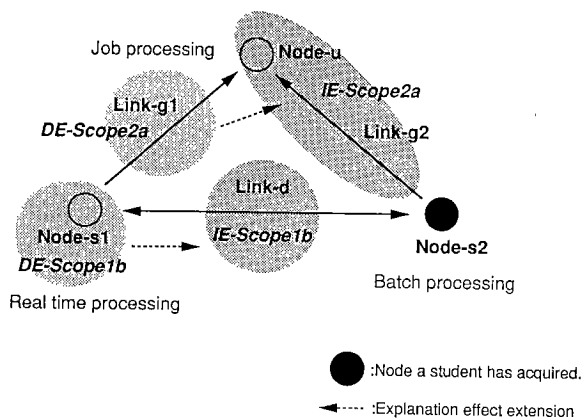 Job processing
Node-u
IE-Scope2a
Link-g1
DE-Scope2a
Link-g2
Link-d
Node-s1
IE-Scope1b
DE-Scope1b
Node-s2
Real time processing
Batch processing
:Node a student has acquired.
:Explanation effect extension